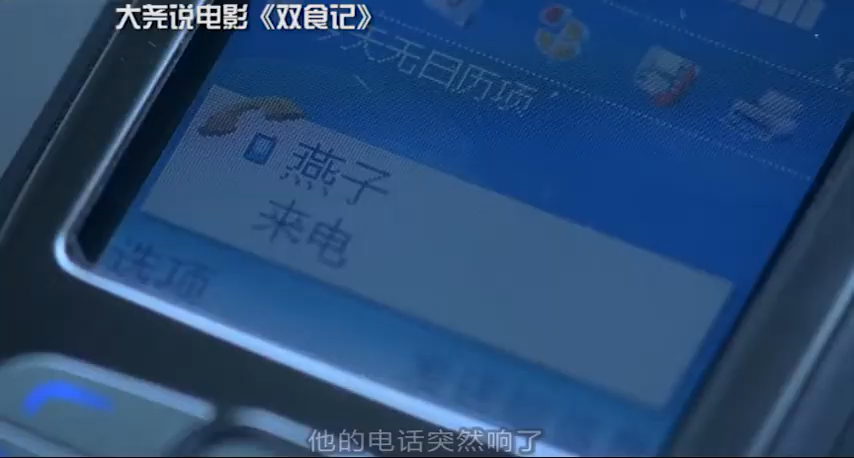 大尧说电影《双食记》
今天无日历项
燕子
来电
选项
他的电话突然响了